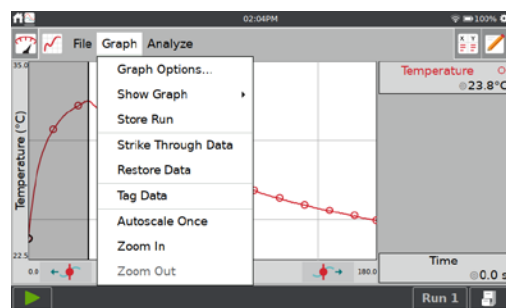 02:04PM
100%
File Graph Analyze
X Y
35.0
Temperature (°C)
22.5
0.0
180.0
Graph Options...
Show Graph
Store Run
Strike Through Data
Restore Data
Tag Data
Autoscale Once
Zoom In
Zoom Out
Temperature
23.8°C
Time
0.0 s
Run 1